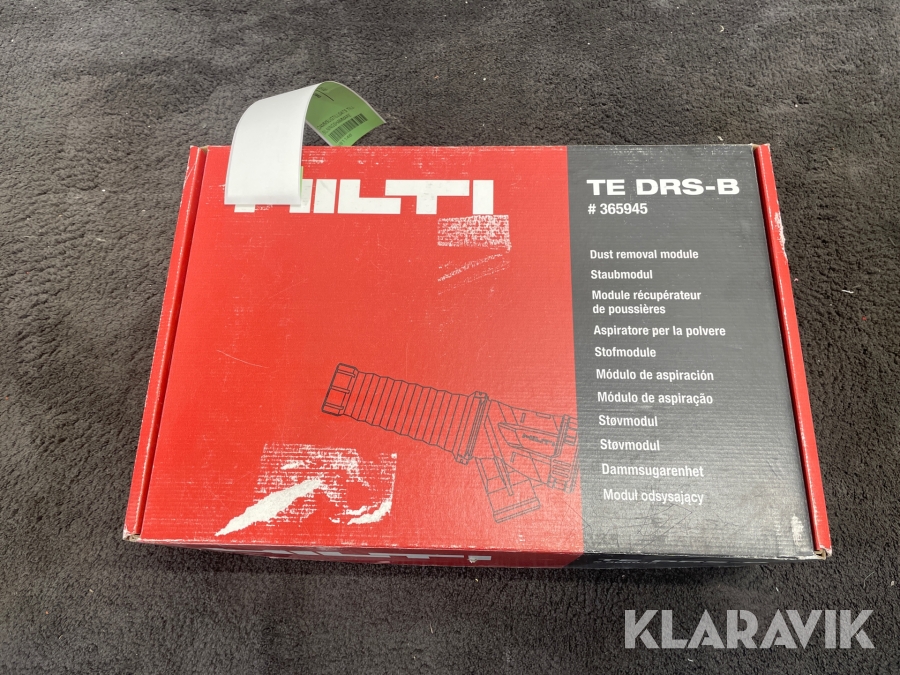 HILTI
TE DRS-B
# 365945
Dust removal module
Staubmodul
Module récupérateur
de poussières
Aspiratore per la polvere
Stofmodule
Módulo de aspiración
Módulo de aspiração
Støvmodul
Støvmodul
Dammsugarenhet
Moduł odsysający
KLARAVIK